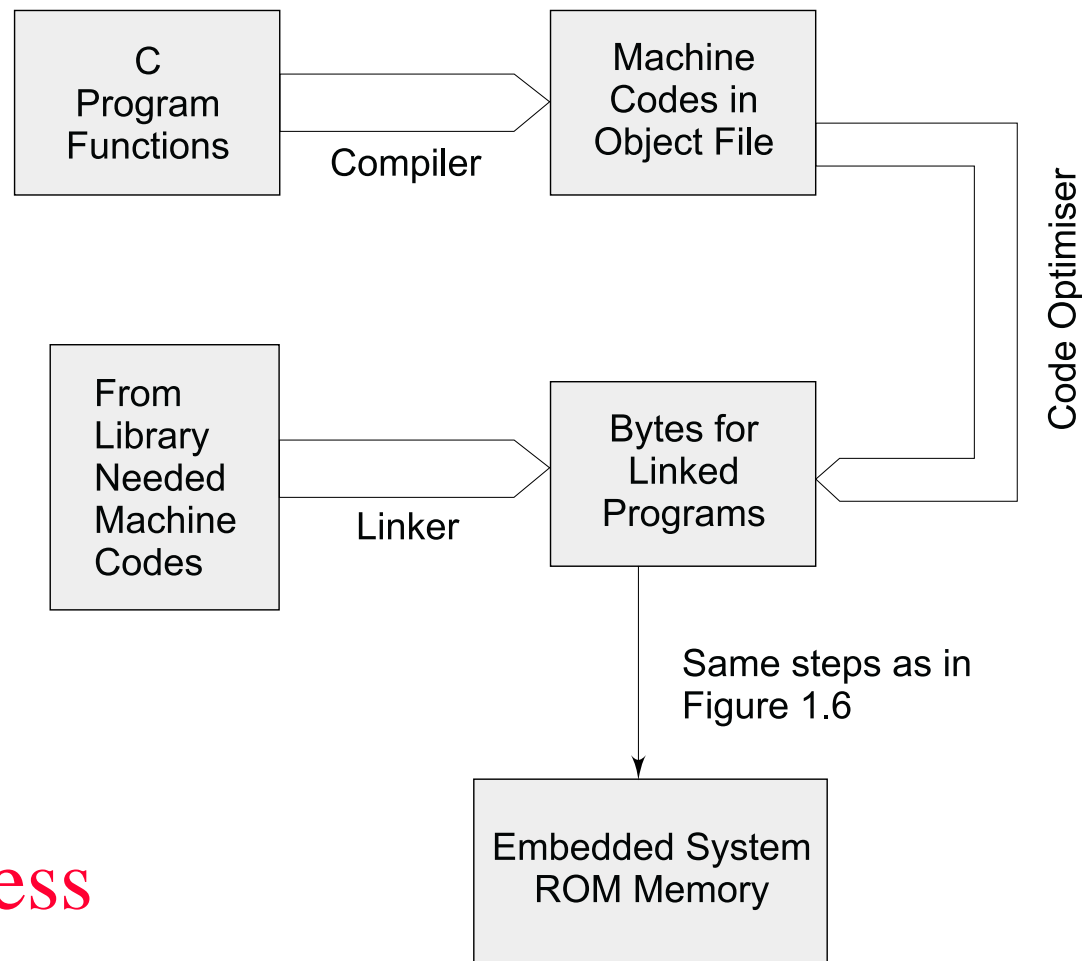 C
Program
Functions
Compiler
Machine
Codes in
Object File
Code Optimiser
From
Library
Needed
Machine
Codes
Linker
Bytes for
Linked
Programs
Same steps as in
Figure 1.6
Embedded System
ROM Memory
ess